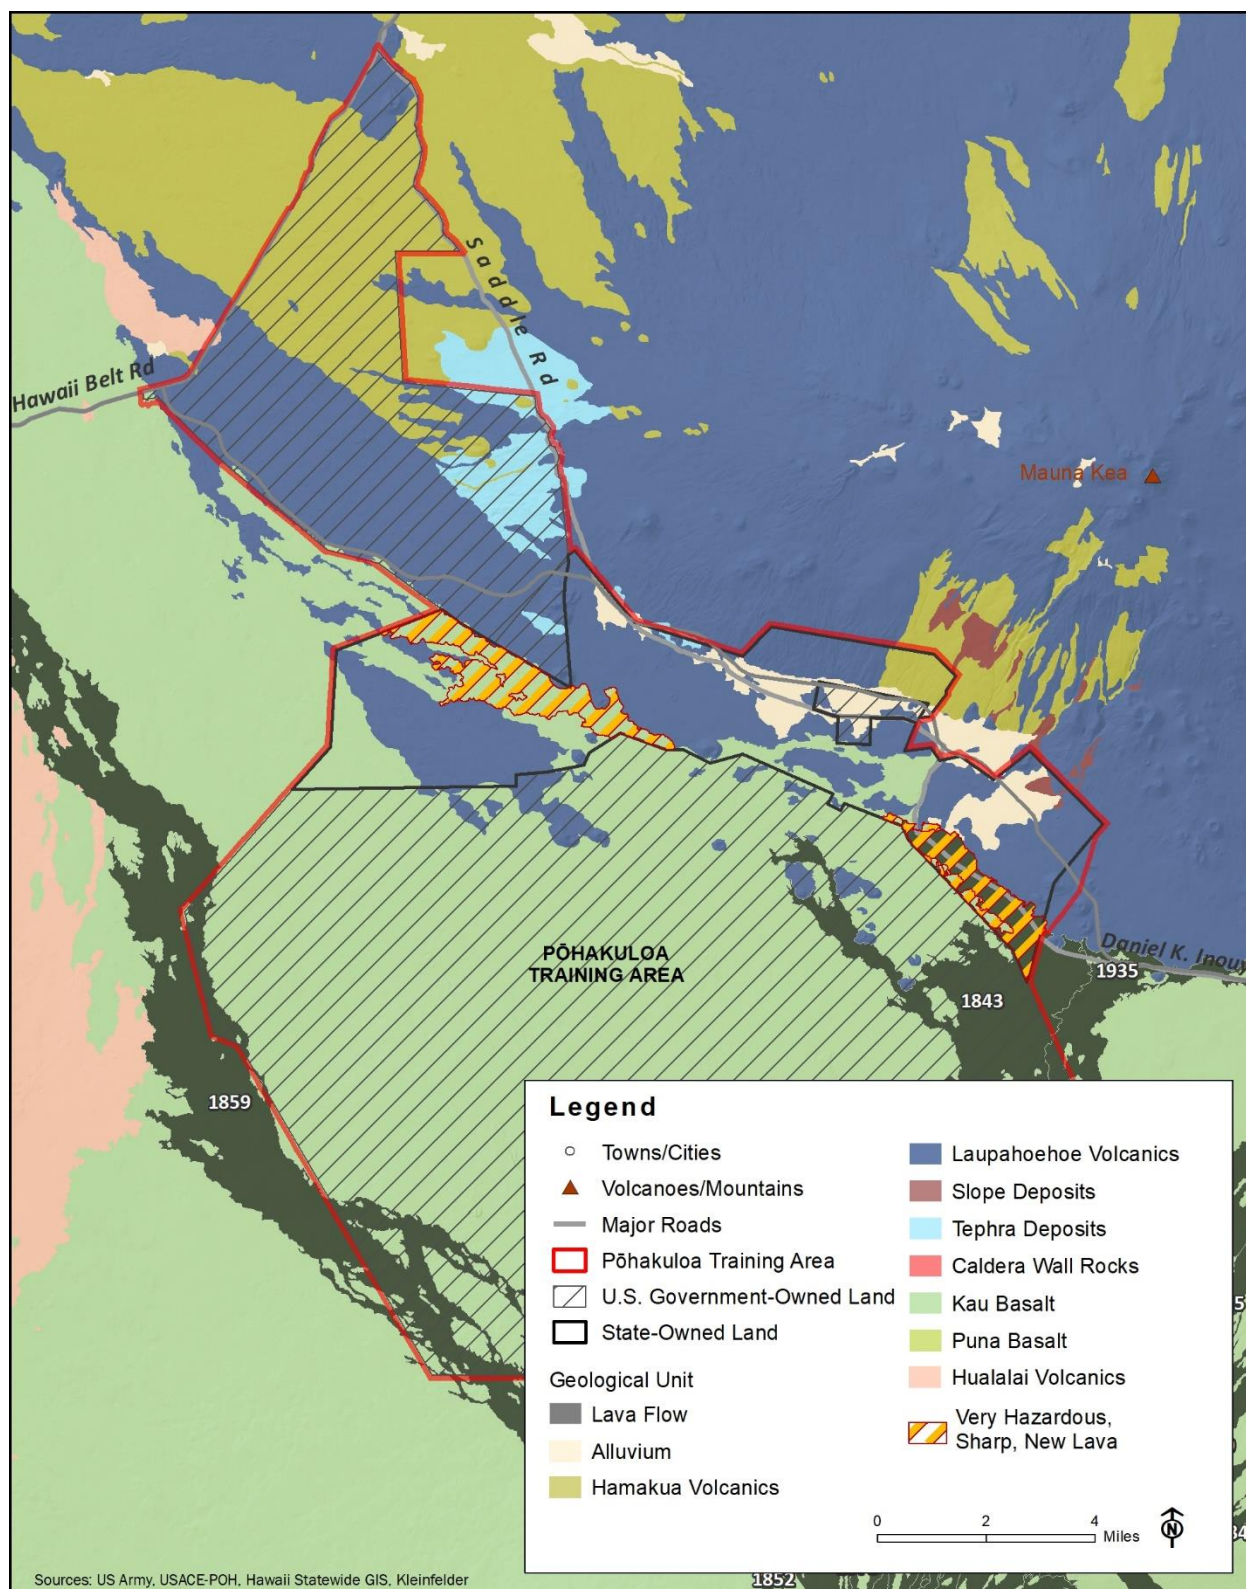 Saddle Rd
Hawaii Belt Rd
Mauna Kea
PŌHAKULOA
TRAINING AREA
Daniel K. Inouy
1935
1843
1859
Legend
Towns/Cities
Volcanoes/Mountains
Major Roads
Pōhakuloa Training Area
U.S. Government-Owned Land
State-Owned Land
Geological Unit
Lava Flow
Alluvium
Hamakua Volcanics
Laupahoehoe Volcanics
Slope Deposits
Tephra Deposits
Caldera Wall Rocks
Kau Basalt
Puna Basalt
Hualalai Volcanics
Very Hazardous,
Sharp, New Lava
0 2 4
Miles
N
1852
Sources: US Army, USACE-POH, Hawaii Statewide GIS, Kleinfelder